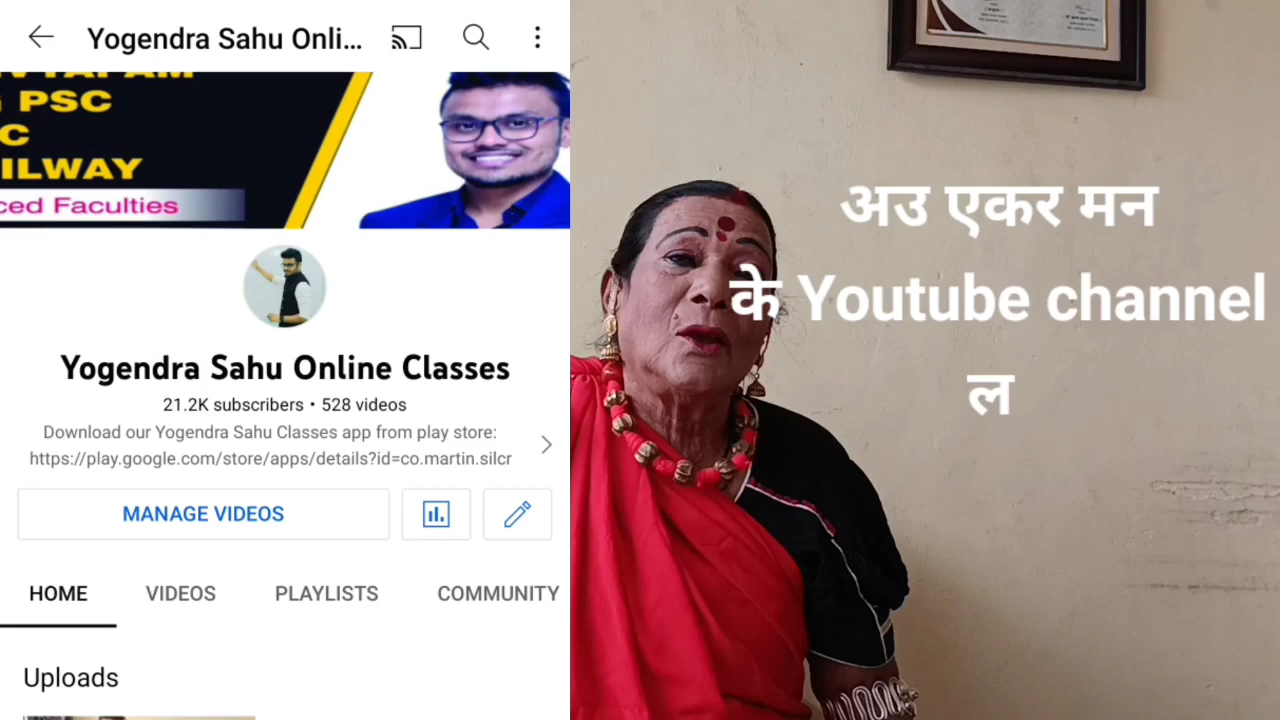 Yogendra Sahu Onli...
G PSC
ced Faculties
Yogendra Sahu Online Classes
21.2K subscribers • 528 videos
Download our Yogendra Sahu Classes app from play store:
https://play.google.com/store/apps/details?id=co.martin.silcr
MANAGE VIDEOS
HOME VIDEOS PLAYLISTS COMMUNITY
Uploads
अउ एकर मन
के Youtube channel
ल